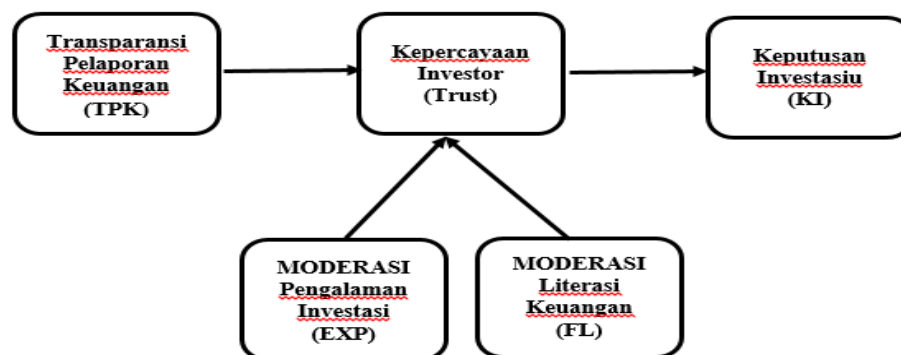 Transparansi
Pelaporan
Keuangan
(TPK)
Kepercayaan
Investor
(Trust)
Keputusan
Investasiu
(KI)
MODERASI
Pengalaman
Investasi
(EXP)
MODERASI
Literasi
Keuangan
(FL)